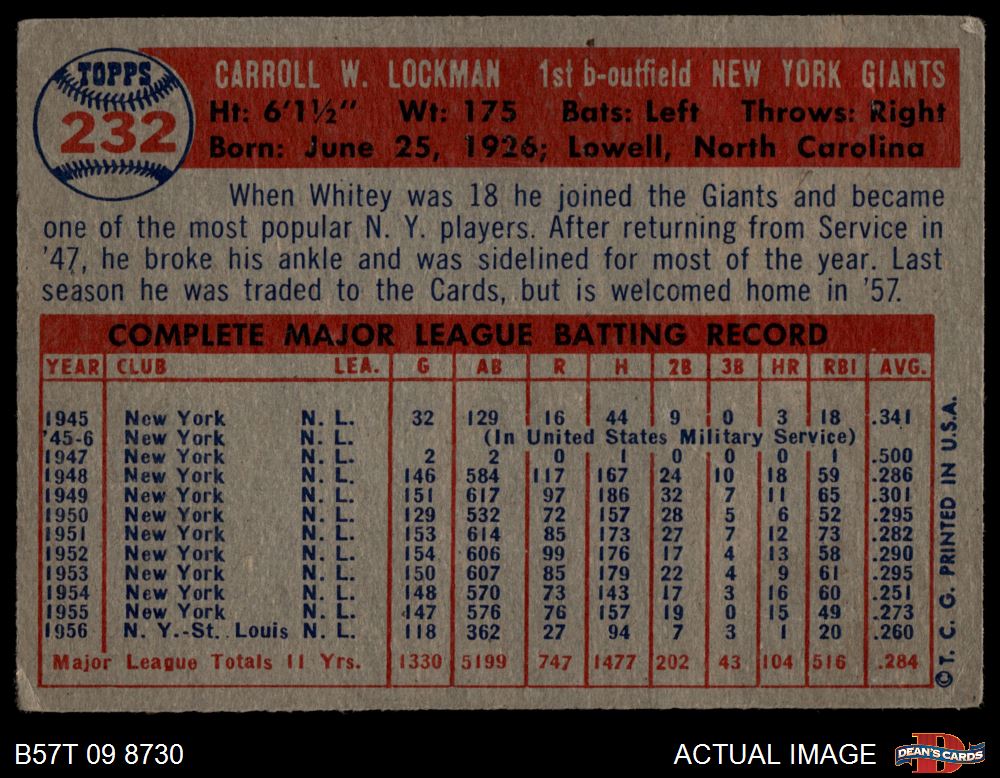 TOPPS
232
CARROLL W. LOCKMAN 1st b-outfield NEW YORK GIANTS
Ht: 6'1½" Wt: 175 Bats: Left Throws: Right
Born: June 25, 1926; Lowell, North Carolina
When Whitey was 18 he joined the Giants and became
one of the most popular N. Y. players. After returning from Service in
'47, he broke his ankle and was sidelined for most of the year. Last
season he was traded to the Cards, but is welcomed home in '57.
COMPLETE MAJOR LEAGUE BATTING RECORD
YEAR CLUB LEA. G AB R H 2B 3B HR RBI AVG.
1945 New York N. L. 32 129 16 44 9 0 3 18 .341
'45-6 New York N. L. (In United States Military Service)
1947 New York N. L. 2 2 0 1 0 0 0 1 .500
1948 New York N. L. 146 584 117 167 24 10 18 59 .286
1949 New York N. L. 151 617 97 186 32 7 11 65 .301
1950 New York N. L. 129 532 72 157 28 5 6 52 .295
1951 New York N. L. 153 614 85 173 27 7 12 73 .282
1952 New York N. L. 154 606 99 176 17 4 13 58 .290
1953 New York N. L. 150 607 85 179 22 4 9 61 .295
1954 New York N. L. 148 570 73 143 17 3 16 60 .251
1955 New York N. L. 147 576 76 157 19 0 15 49 .273
1956 N. Y.-St. Louis N. L. 118 362 27 94 7 3 1 20 .260
Major League Totals 11 Yrs. 1330 5199 747 1477 202 43 104 516 .284
©T. C. G. PRINTED IN U.S.A.
B57T 09 8730
ACTUAL IMAGE
DEAN'S CARDS